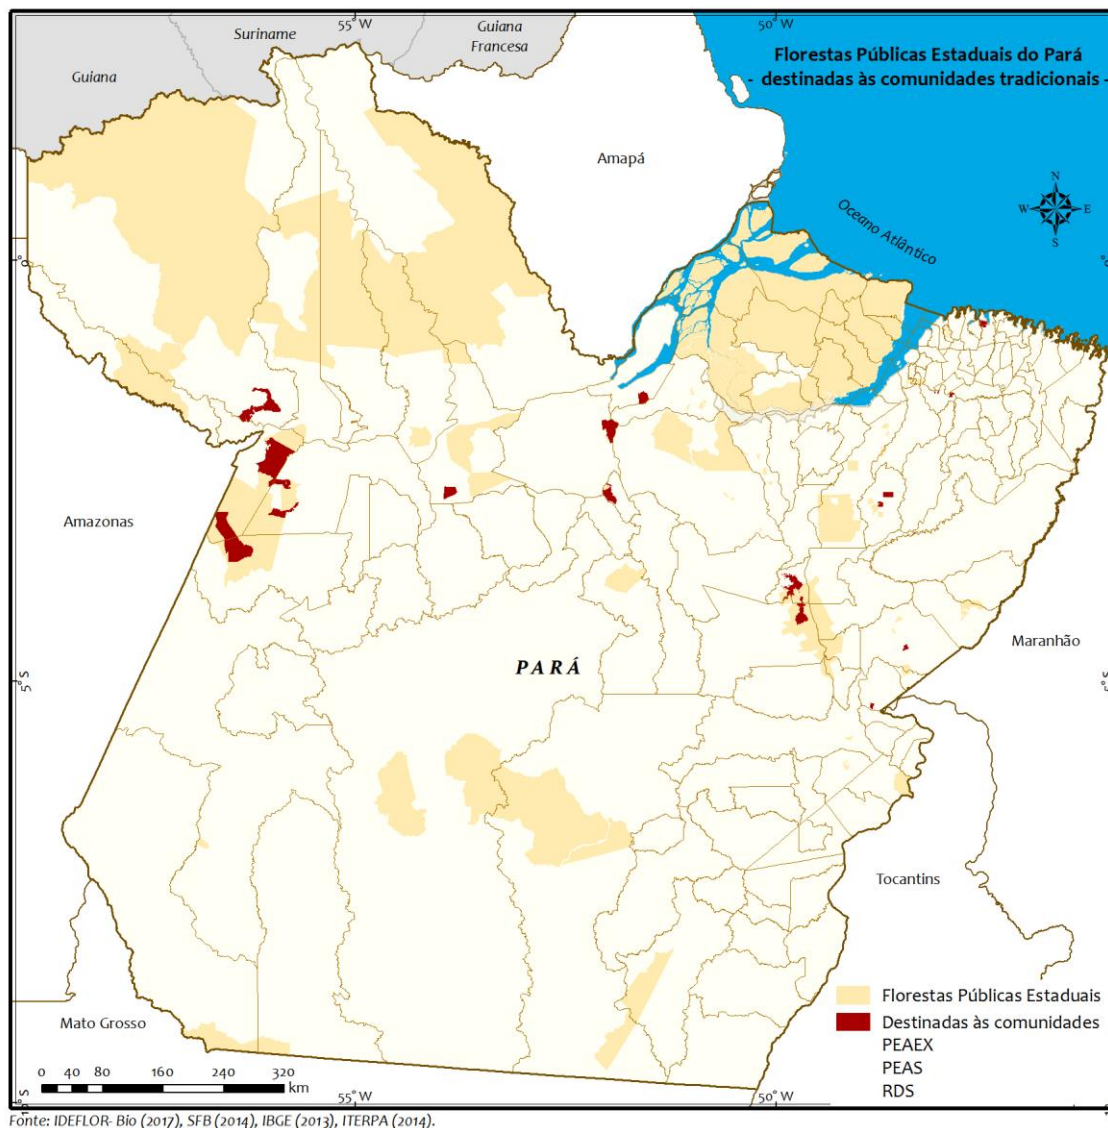 55° W
50° W
Suriname
Guiana
Francesa
Guiana
Florestas Públicas Estaduais do Pará
- destinadas às comunidades tradicionais -
Amapá
N
W
E
S
Oceano Atlântico
0°
Amazonas
Maranhão
PARÁ
5° S
Tocantins
Mato Grosso
Florestas Públicas Estaduais
Destinadas às comunidades
PEAEX
PEAS
RDS
0 40 80 160 240 320
km
55° W
50° W
Fonte: IDEFLOR- Bio (2017), SFB (2014), IBGE (2013), ITERPA (2014).